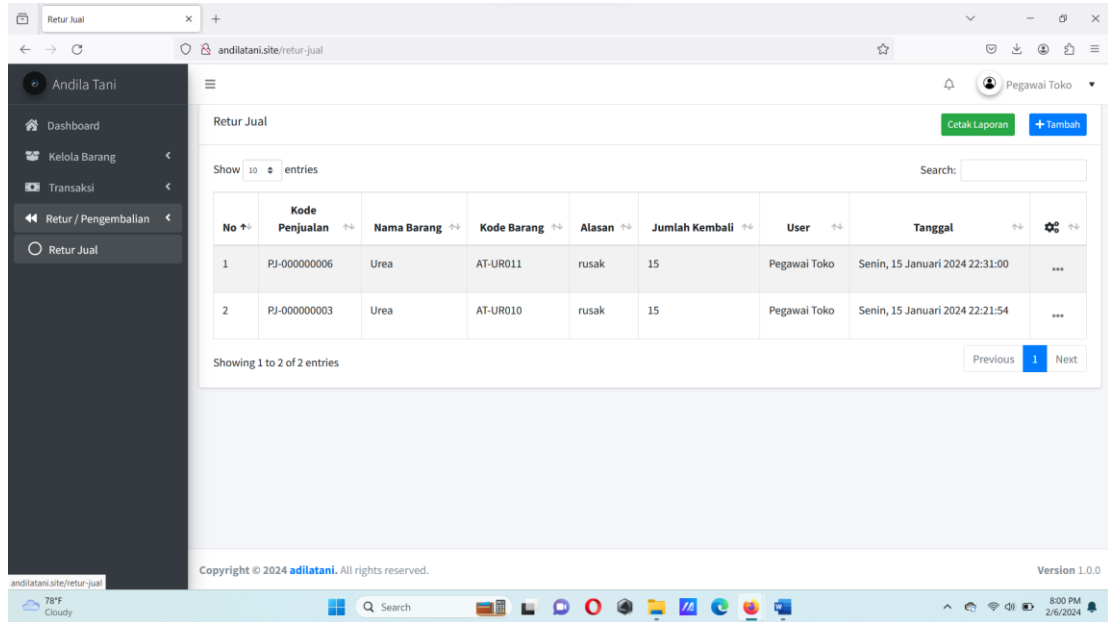 Retur Jual
andilatani.site/retur-jual
Andila Tani
Pegawai Toko
Dashboard
Kelola Barang
Transaksi
Retur / Pengembalian
Retur Jual
Retur Jual
Cetak Laporan
+ Tambah
Show 10 entries
Search:
No Kode Penjualan Nama Barang Kode Barang Alasan Jumlah Kembali User Tanggal
1 PJ-000000006 Urea AT-UR011 rusak 15 Pegawai Toko Senin, 15 Januari 2024 22:31:00
2 PJ-000000003 Urea AT-UR010 rusak 15 Pegawai Toko Senin, 15 Januari 2024 22:21:54
Showing 1 to 2 of 2 entries
Previous 1 Next
Copyright © 2024 adilatani. All rights reserved.
Version 1.0.0
andilatani.site/retur-jual
78°F
Cloudy
Search
8:00 PM
2/6/2024